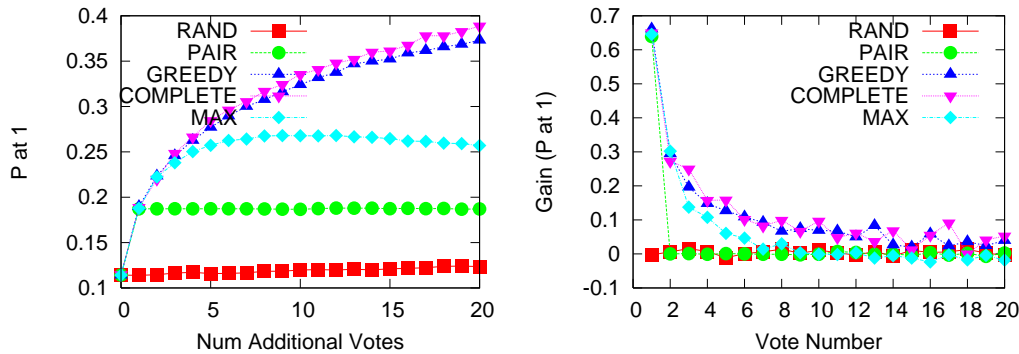 0.4
0.35
0.3
0.25
0.2
0.15
0.1
P at 1
RAND
PAIR
GREEDY
COMPLETE
MAX
0 5 10 15 20
Num Additional Votes
0.7
0.6
0.5
0.4
0.3
0.2
0.1
0
-0.1
Gain (P at 1)
RAND
PAIR
GREEDY
COMPLETE
MAX
0 2 4 6 8 10 12 14 16 18 20
Vote Number